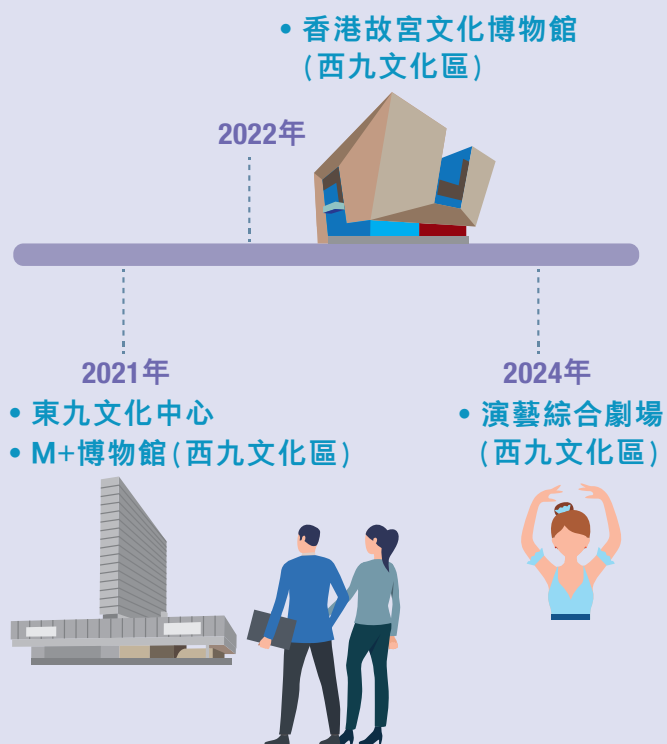 • 香港故宮文化博物館
(西九文化區)
2022年
2021年
• 東九文化中心
• M+博物館(西九文化區)
2024年
• 演藝綜合劇場
(西九文化區)